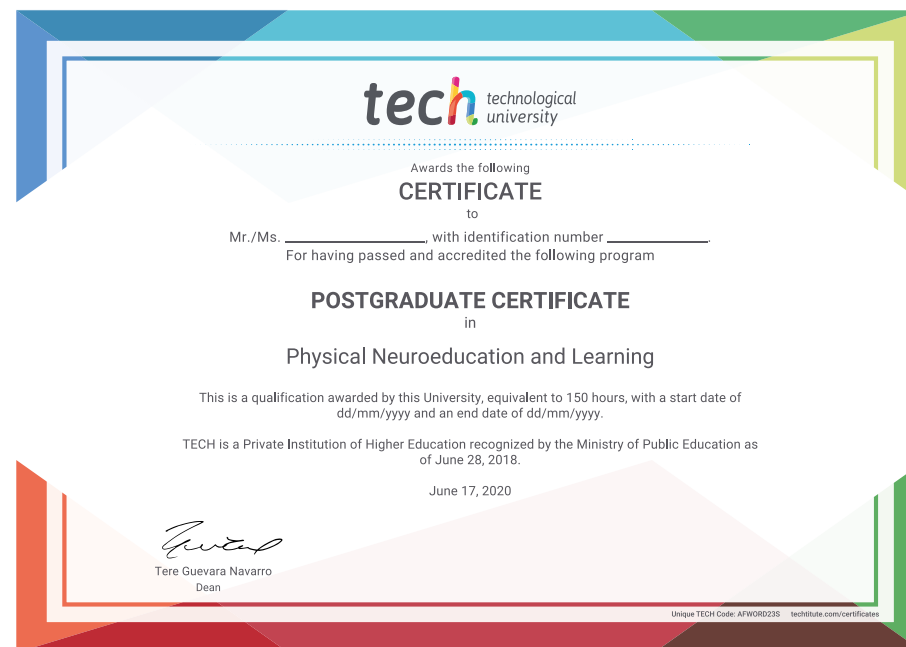 tech technological
university
Awards the following
CERTIFICATE
to
Mr./Ms. ____________________, with identification number ______________.
For having passed and accredited the following program
POSTGRADUATE CERTIFICATE
in
Physical Neuroeducation and Learning
This is a qualification awarded by this University, equivalent to 150 hours, with a start date of
dd/mm/yyyy and an end date of dd/mm/yyyy.
TECH is a Private Institution of Higher Education recognized by the Ministry of Public Education as
of June 28, 2018.
June 17, 2020
Tere Guevara Navarro
Dean
Unique TECH Code: AFWORD23S techtitute.com/certificates